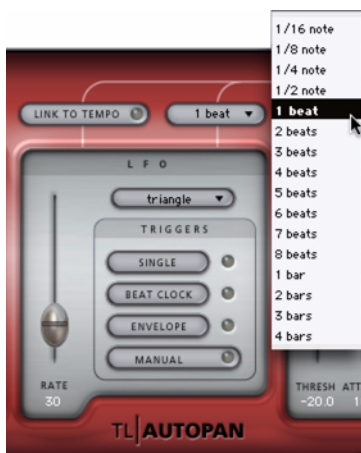 1/16 note
1/8 note
1/4 note
1/2 note
1 beat
2 beats
3 beats
4 beats
5 beats
6 beats
7 beats
8 beats
1 bar
2 bars
3 bars
4 bars
LINK TO TEMPO
1 beat
LFO
triangle
TRIGGERS
SINGLE
BEAT CLOCK
ENVELOPE
MANUAL
RATE
30
THRESH ATT
-20.0 1
TL|AUTOPAN